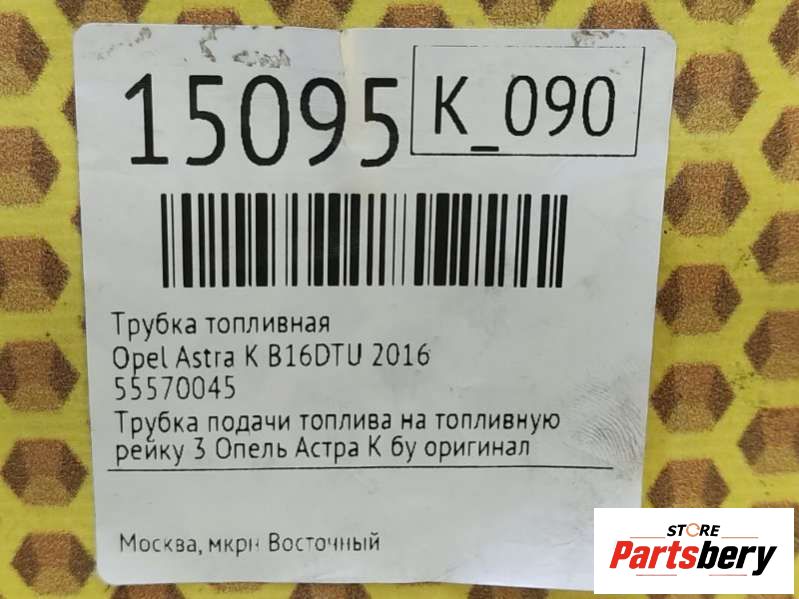 15095
K_090
Трубка топливная
Opel Astra K B16DTU 2016
55570045
Трубка подачи топлива на топливную
рейку 3 Опель Астра К бу оригинал
Москва, мкрн Восточный
STORE
Partsbery